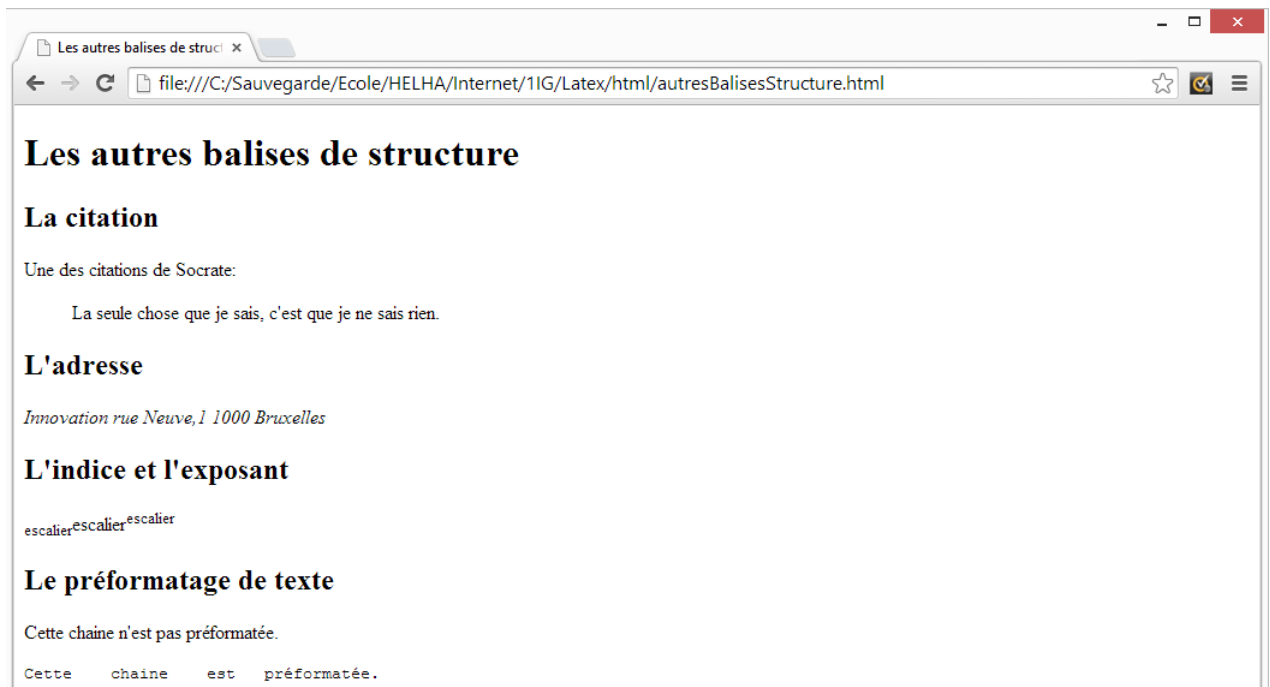 Les autres balises de struct
file:///C:/Sauvegarde/Ecole/HELHA/Internet/1IG/Latex/html/autresBalisesStructure.html
Les autres balises de structure
La citation
Une des citations de Socrate:
La seule chose que je sais, c'est que je ne sais rien.
L'adresse
Innovation rue Neuve,1 1000 Bruxelles
L'indice et l'exposant
escalierescalierescalier
Le préformatage de texte
Cette chaine n'est pas préformatée.
Cette    chaine    est   préformatée.